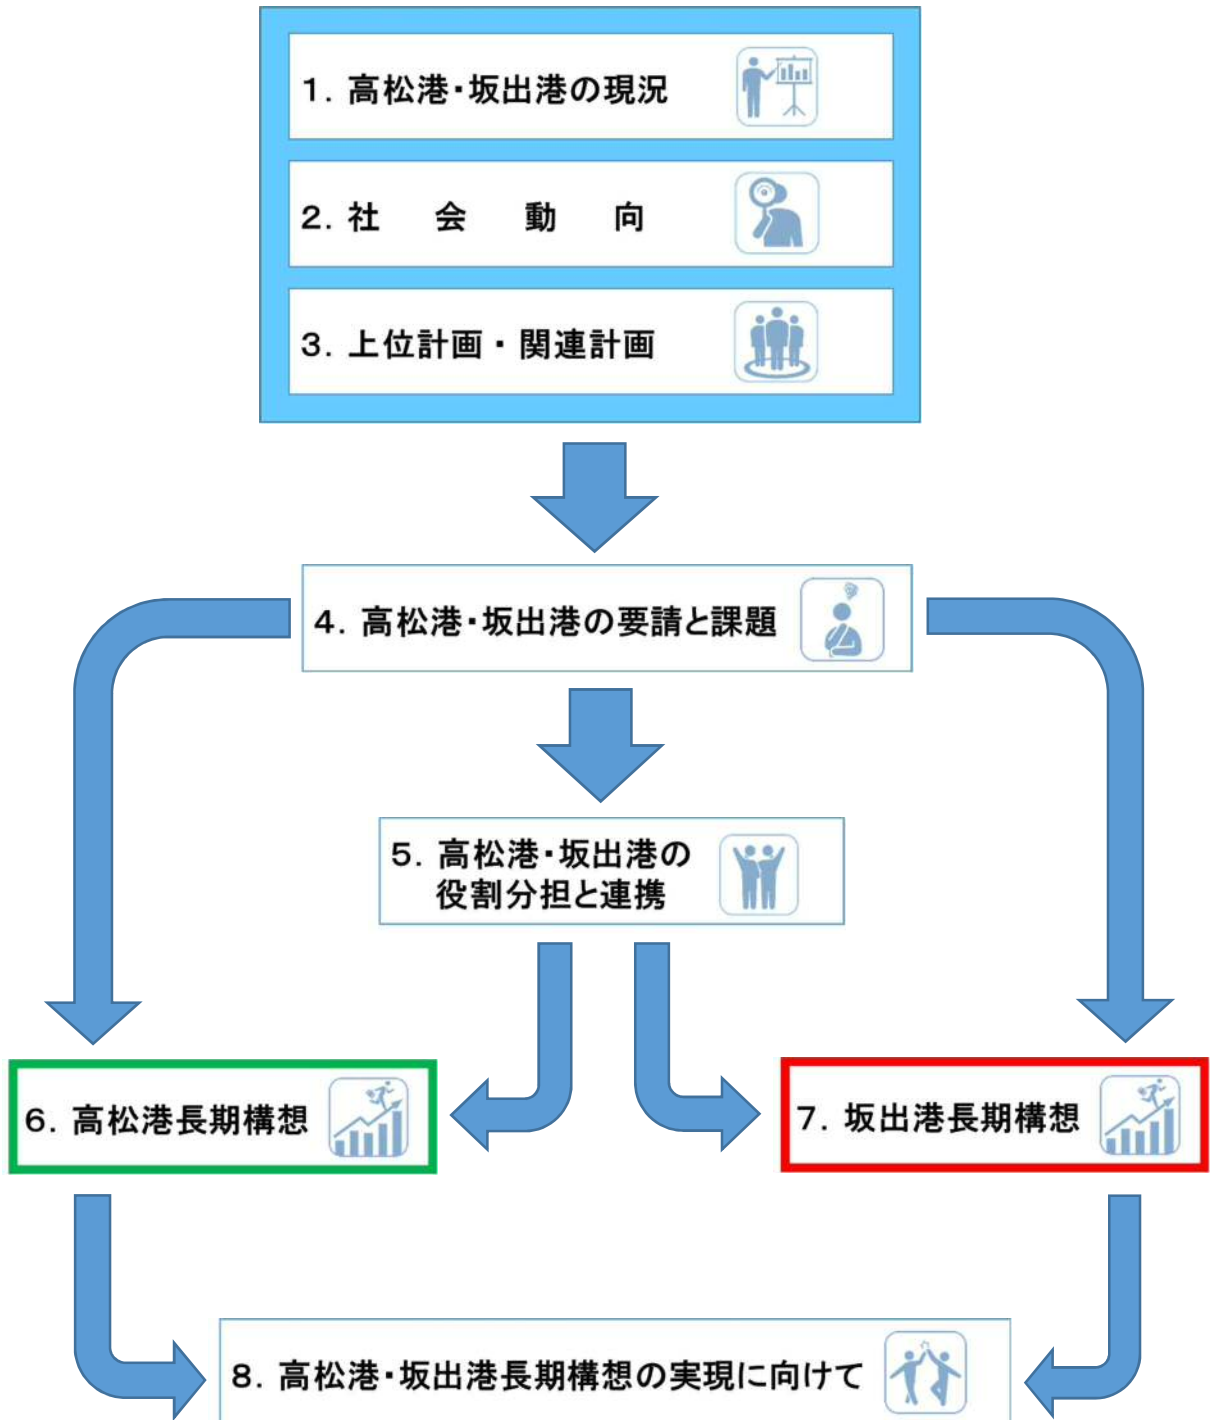 1. 高松港・坂出港の現況
2. 社 会 動 向
3. 上位計画・関連計画
4. 高松港・坂出港の要請と課題
5. 高松港・坂出港の
役割分担と連携
6. 高松港長期構想
7. 坂出港長期構想
8. 高松港・坂出港長期構想の実現に向けて